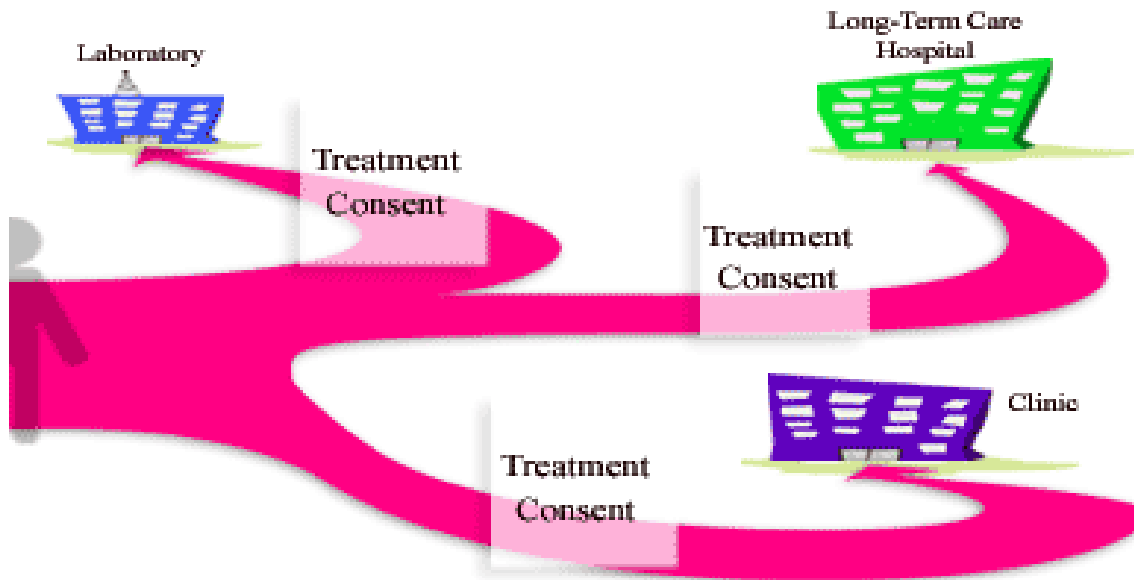 Laboratory
Long-Term Care
Hospital
Treatment
Consent
Treatment
Consent
Clinic
Treatment
Consent